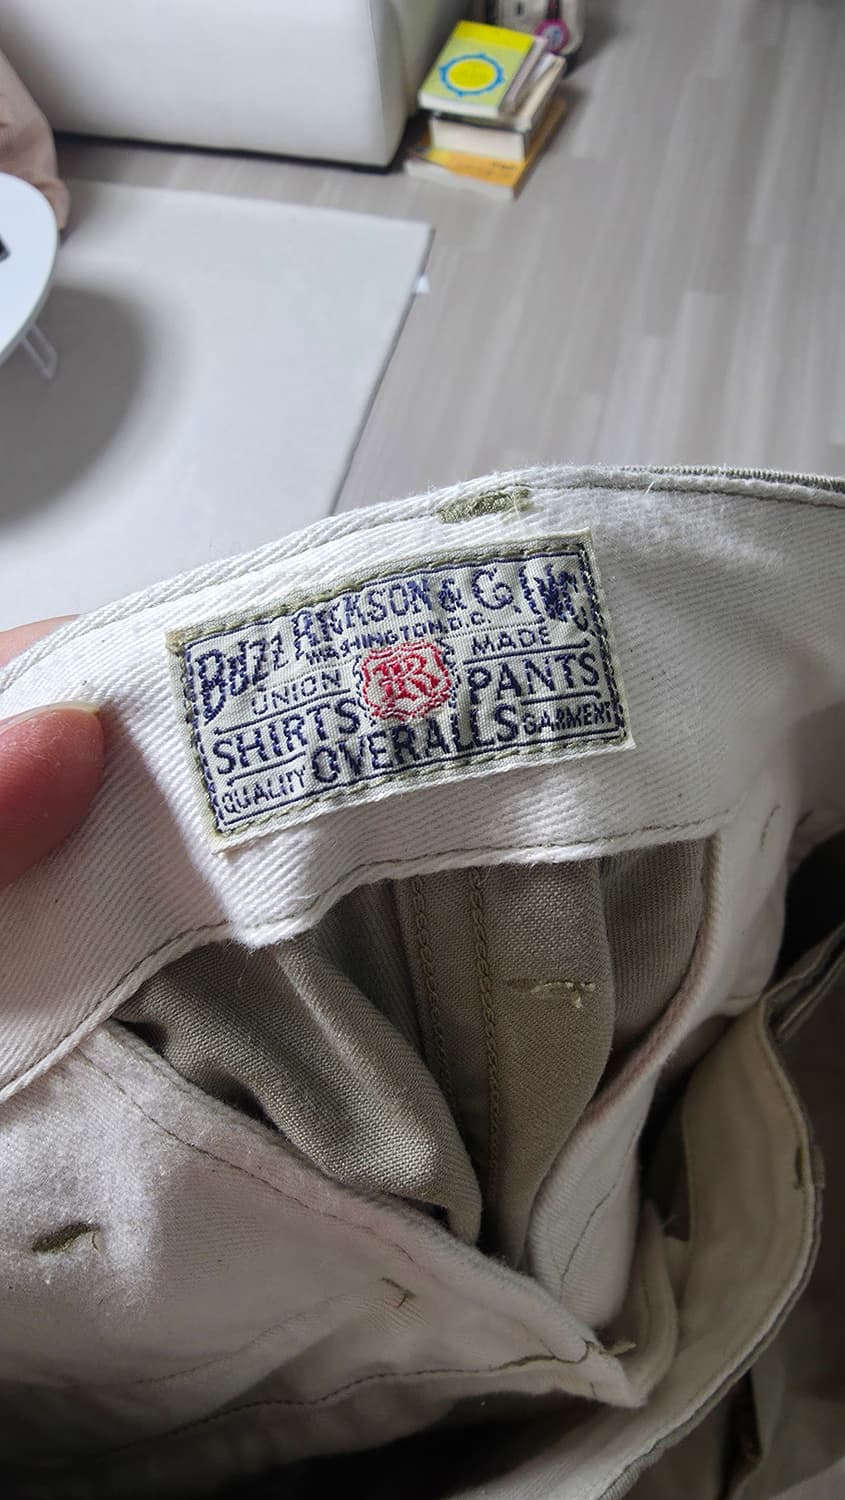 BUZZ RICKSON & Co. INC
WASHINGTON D.C.
UNION R MADE
SHIRTS PANTS
QUALITY OVERALLS GARMENT